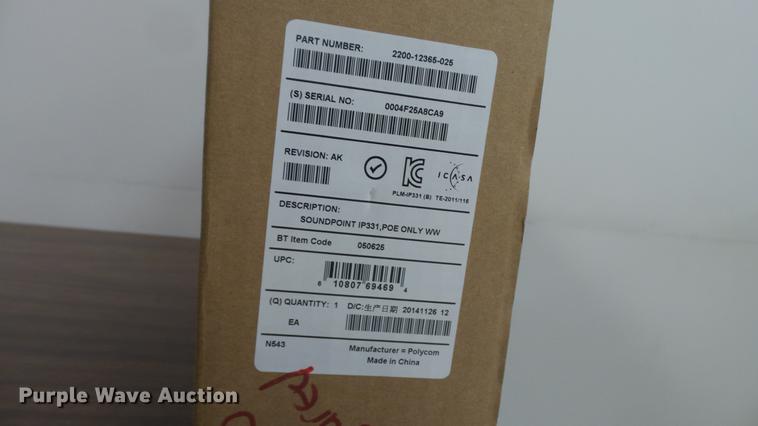 PART NUMBER: 2200-12365-025
(S) SERIAL NO: 0004F25A8CA9
REVISION: AK
KC
ICASA
PLM-IP331 (B) TE-2011/116
DESCRIPTION:
SOUNDPOINT IP331,POE ONLY WW
BT Item Code 050625
UPC:
6 10807 69469 4
(Q) QUANTITY: 1 D/C:生产日期 20141126 12
EA
N543 Manufacturer = Polycom
Made in China
Purple Wave Auction